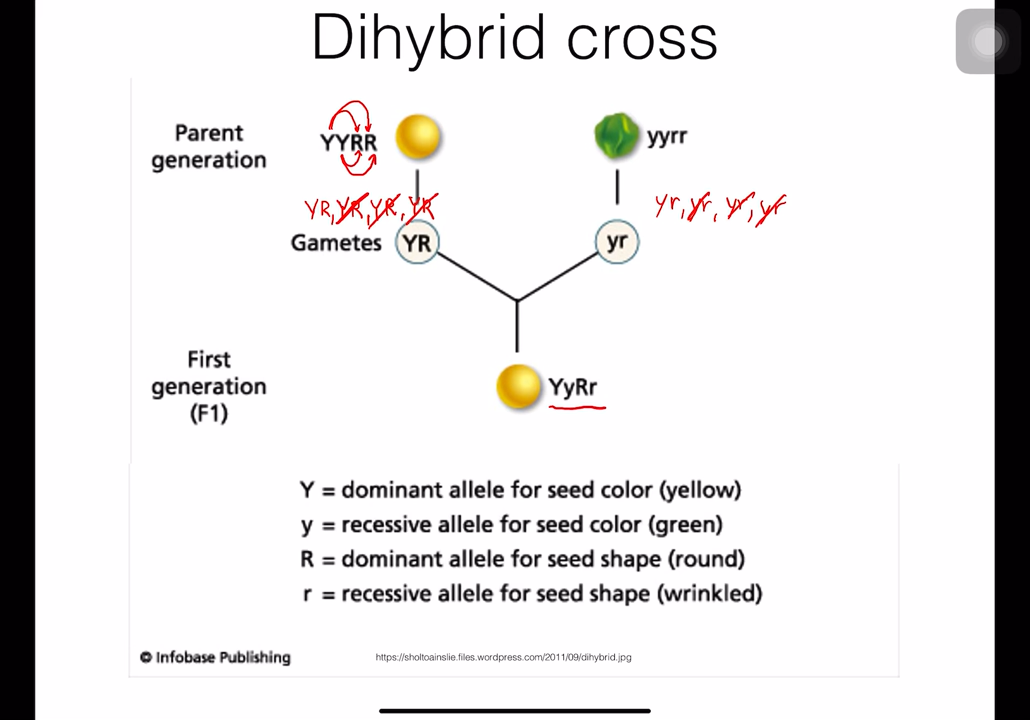 Dihybrid cross
Parent
generation
YYRR
yyrr
YR, YR, YR, YR
yr, yr, yr, yr
Gametes
YR
yr
First
generation
(F1)
YyRr
Y = dominant allele for seed color (yellow)
y = recessive allele for seed color (green)
R = dominant allele for seed shape (round)
r = recessive allele for seed shape (wrinkled)
© Infobase Publishing
https://sholtoainslie.files.wordpress.com/2011/09/dihybrid.jpg